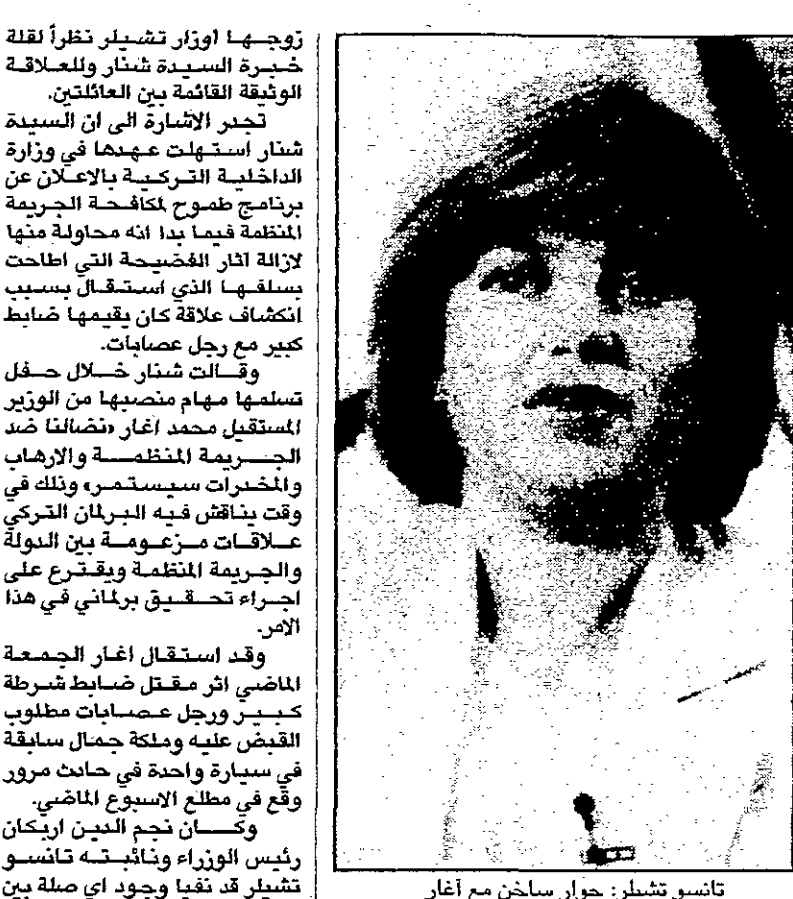 زوجها اوزار تشيلر نظراً لقلة
خبرة السيدة شنار وللعلاقة
الوثيقة القائمة بين العائلتين.
تجدر الاشارة الى ان السيدة
شنار استهلت عهدها في وزارة
الداخلية التركية بالاعلان عن
برنامج طموح لمكافحة الجريمة
المنظمة فيما بدا انه محاولة منها
لازالة آثار الفضيحة التي اطاحت
بسلفها الذي استقال بسبب
انكشاف علاقة كان يقيمها ضابط
كبير مع رجل عصابات.
وقالت شنار خلال حفل
تسلمها مهام منصبها من الوزير
المستقيل محمد اغار «نضالنا ضد
الجريمة المنظمة والارهاب
والمخدرات سيستمر» وذلك في
وقت يناقش فيه البرلمان التركي
علاقات مزعومة بين الدولة
والجريمة المنظمة ويقترع على
اجراء تحقيق برلماني في هذا
الامر.
وقد استقال اغار الجمعة
الماضي اثر مقتل ضابط شرطة
كبير ورجل عصابات مطلوب
القبض عليه وملكة جمال سابقة
في سيارة واحدة في حادث مرور
وقع في مطلع الاسبوع الماضي.
وكان نجم الدين اربكان
رئيس الوزراء ونائبته تانسو
تشيلر قد نفيا وجود اي صلة بين
تانسو تشيلر: حوار ساخن مع آغار